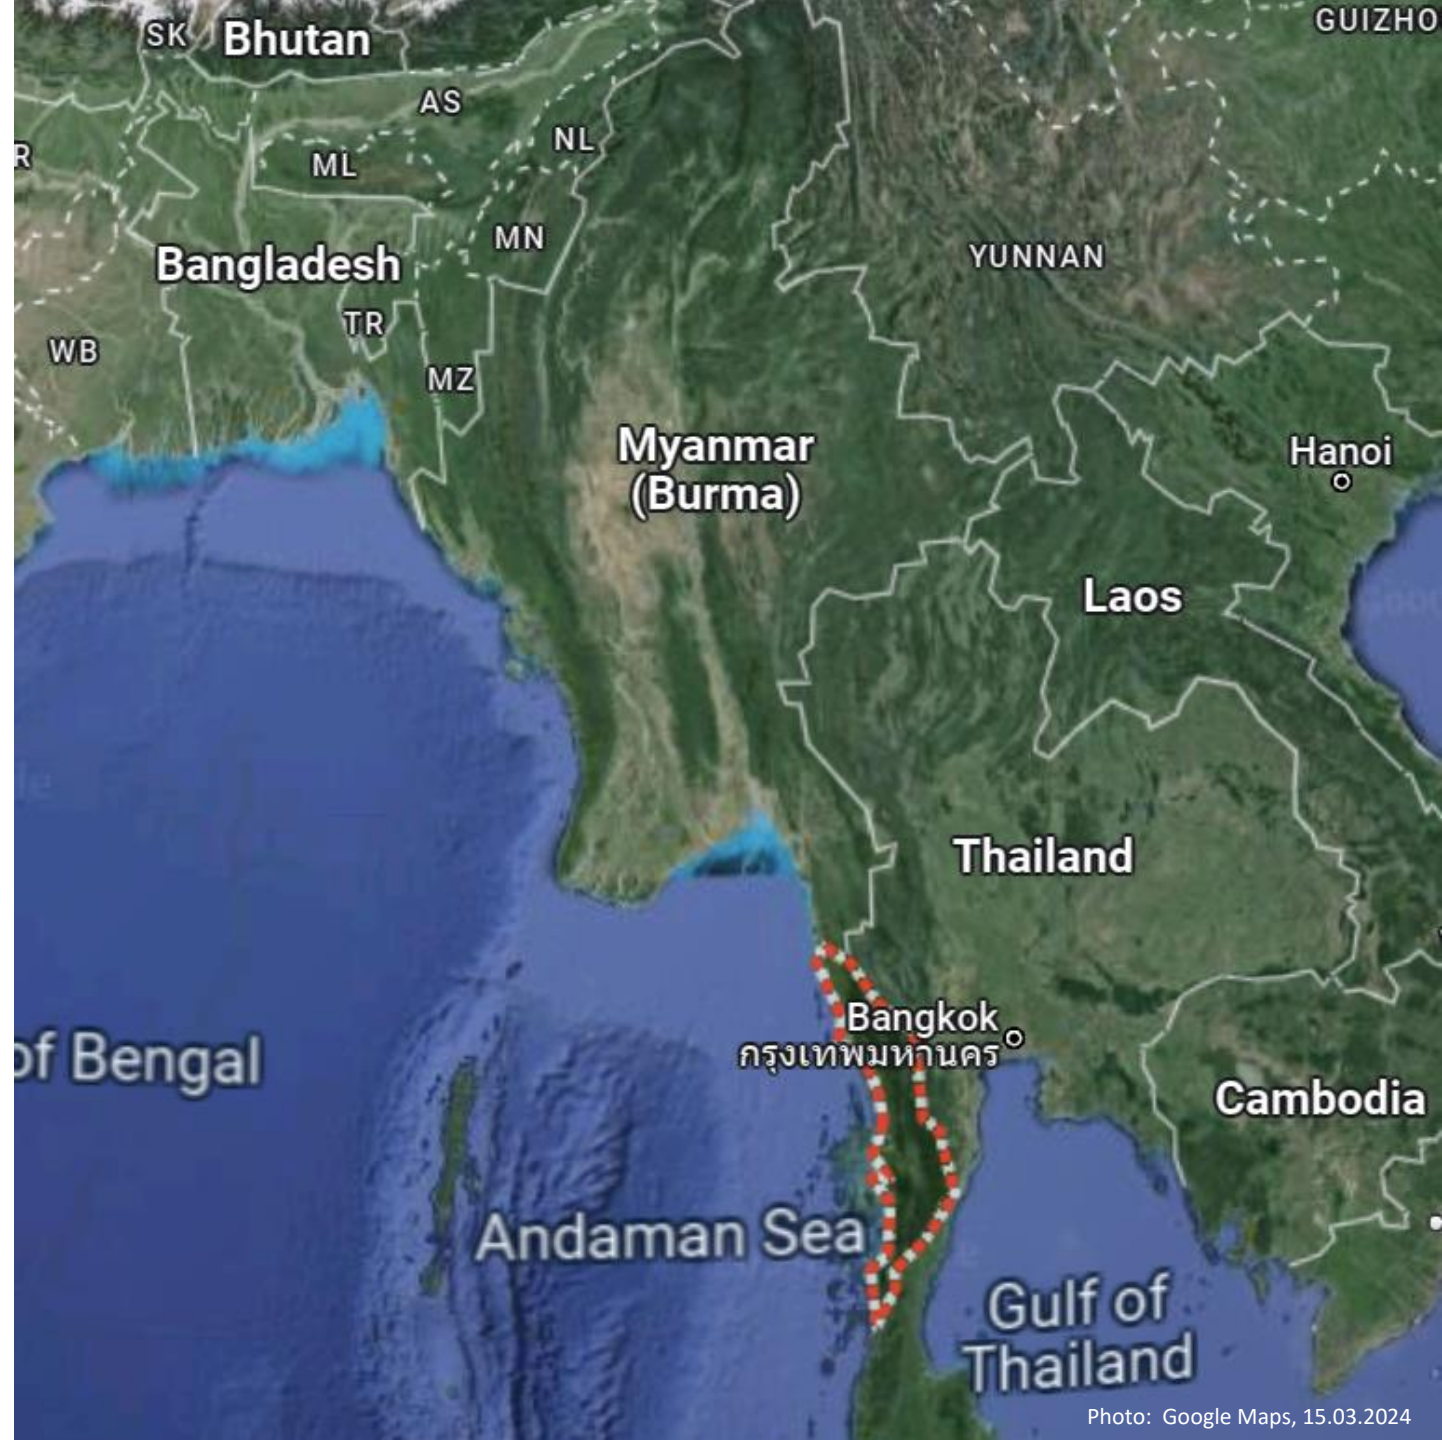 GUIZHO
SK
Bhutan
AS
NL
R
ML
MN
Bangladesh
YUNNAN
TR
WB
MZ
Myanmar
(Burma)
Hanoi
Laos
Thailand
Bangkok
กรุงเทพมหานคร
of Bengal
Cambodia
Andaman Sea
Gulf of
Thailand
Photo: Google Maps, 15.03.2024